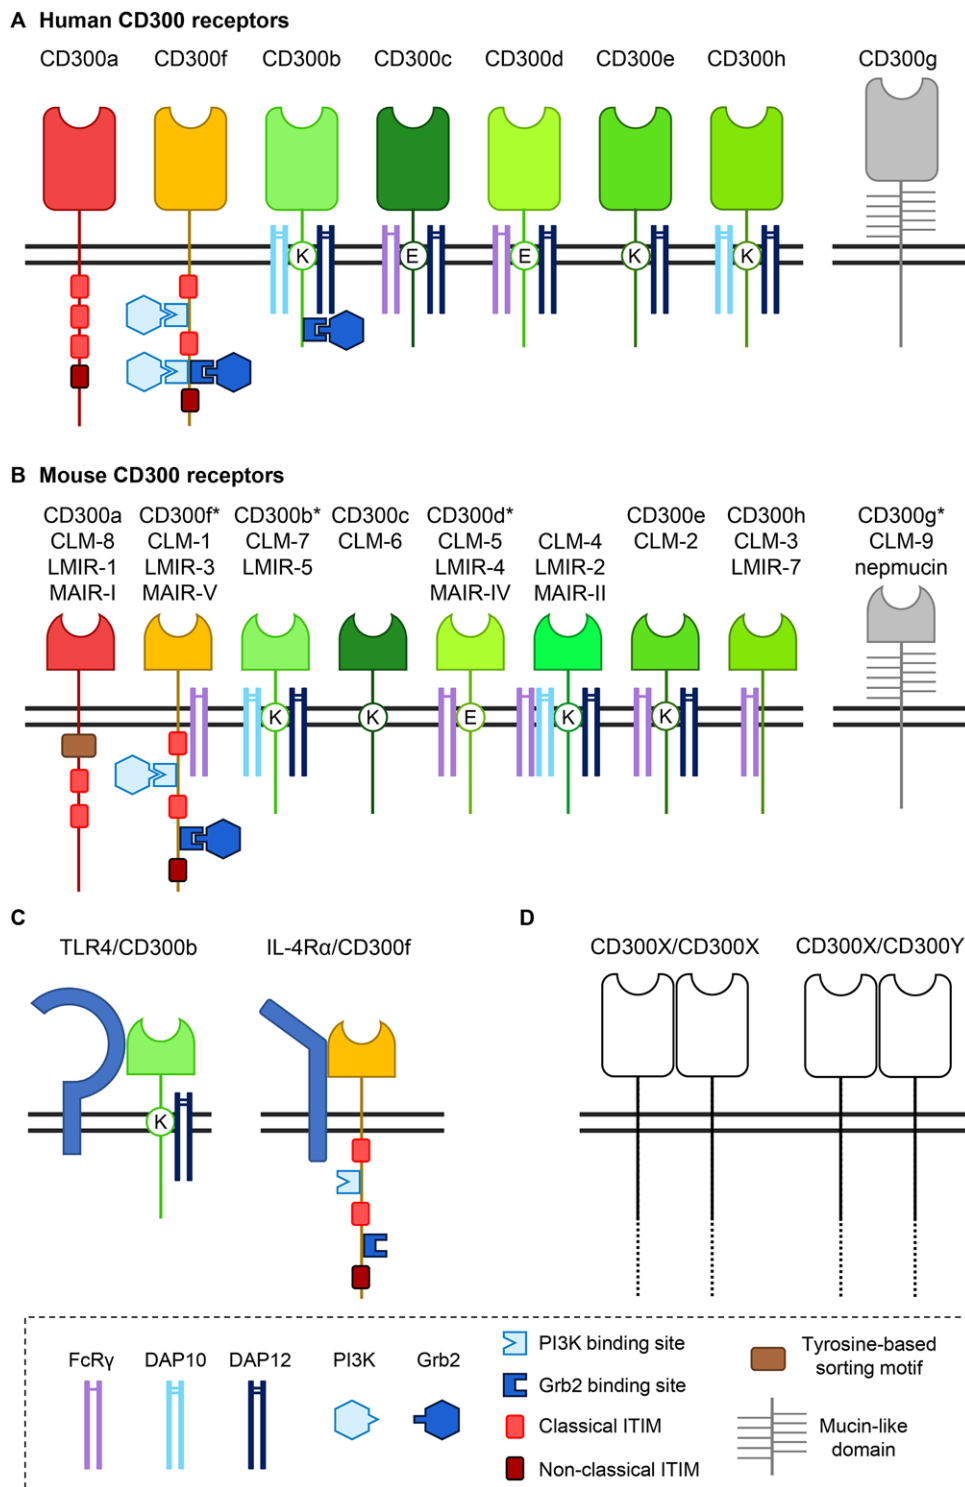 A Human CD300 receptors
CD300a CD300f CD300b CD300c CD300d CD300e CD300h CD300g
K E E K K
B Mouse CD300 receptors
CD300a CD300f* CD300b* CD300c CD300d* CD300e CD300h CD300g*
CLM-8 CLM-1 CLM-7 CLM-6 CLM-5 CLM-4 CLM-2 CLM-3 CLM-9
LMIR-1 LMIR-3 LMIR-5 LMIR-4 LMIR-2 LMIR-7 nepmucin
MAIR-I MAIR-V MAIR-IV MAIR-II
K K E K K
C D
TLR4/CD300b IL-4Rα/CD300f CD300X/CD300X CD300X/CD300Y
K
FcRγ DAP10 DAP12 PI3K Grb2
PI3K binding site
Grb2 binding site
Classical ITIM
Non-classical ITIM
Tyrosine-based
sorting motif
Mucin-like
domain